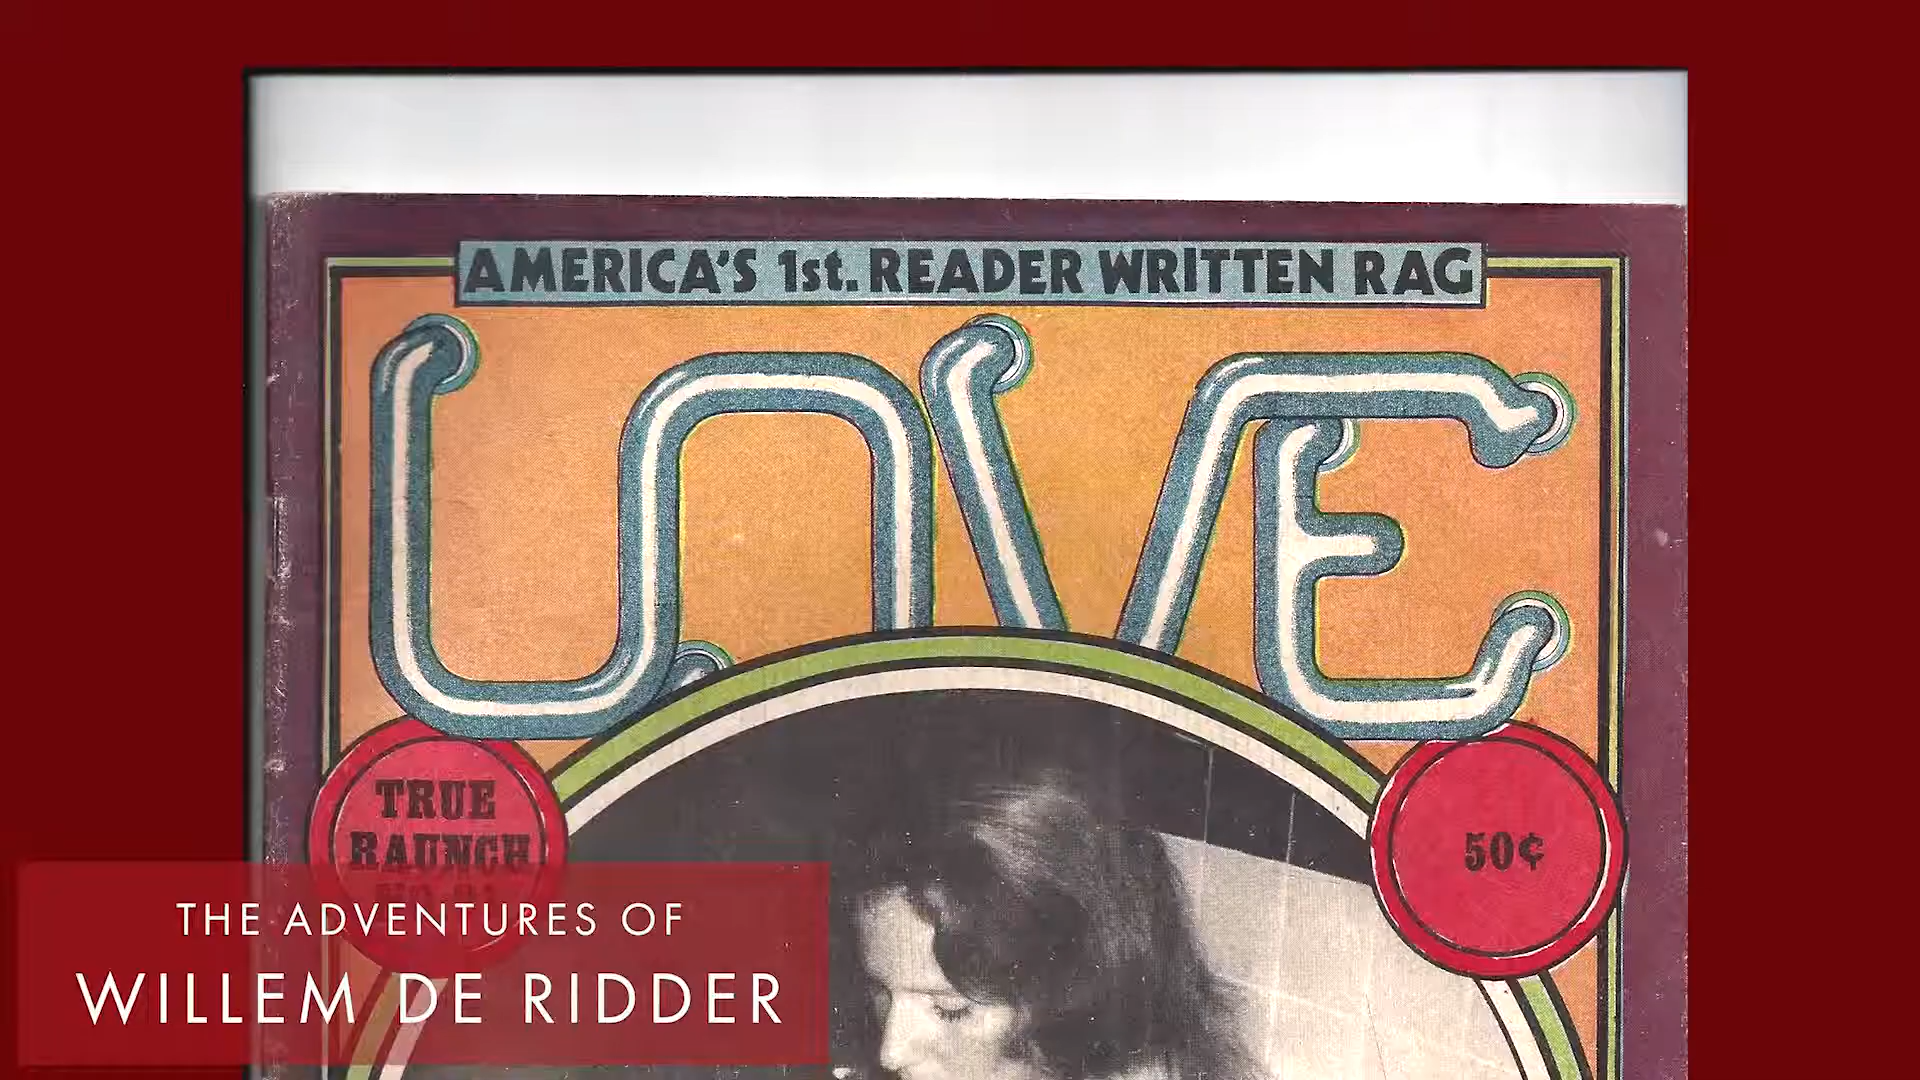 AMERICA'S 1st. READER WRITTEN RAG
LOVE
TRUE
RAUNCH
50¢
THE ADVENTURES OF
WILLEM DE RIDDER